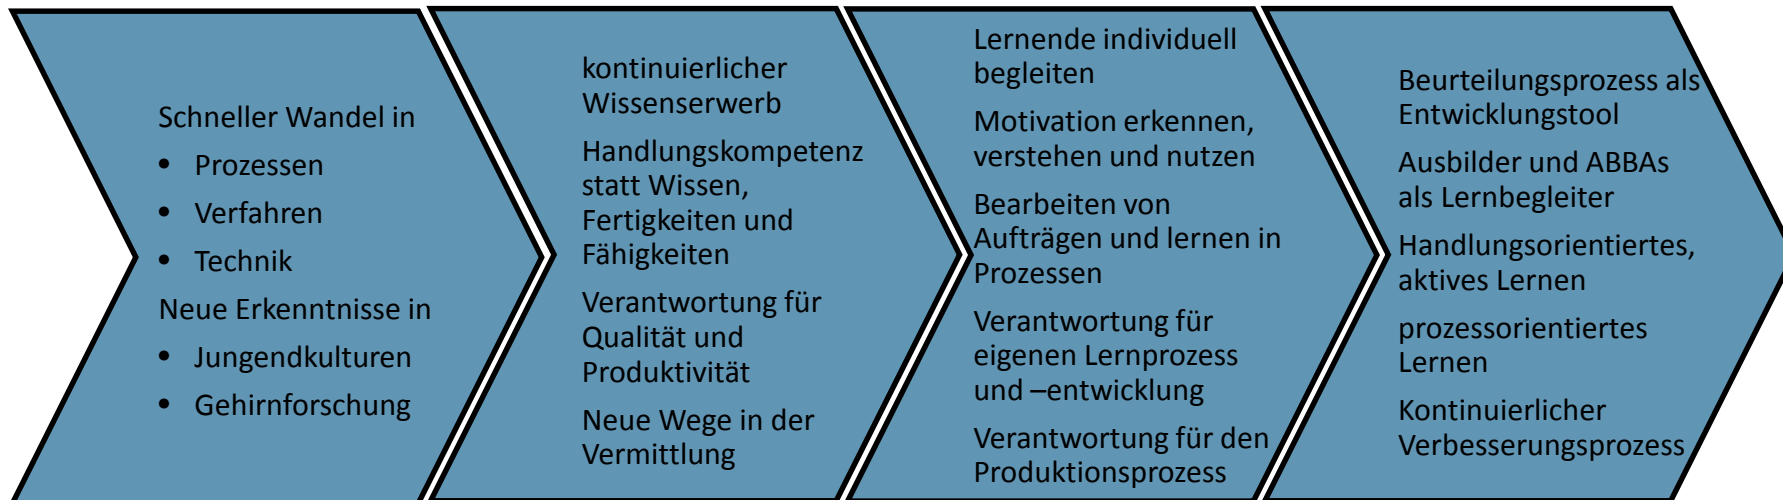 Schneller Wandel in
• Prozessen
• Verfahren
• Technik
Neue Erkenntnisse in
• Jungendkulturen
• Gehirnforschung
kontinuierlicher
Wissenserwerb
Handlungskompetenz
statt Wissen,
Fertigkeiten und
Fähigkeiten
Verantwortung für
Qualität und
Produktivität
Neue Wege in der
Vermittlung
Lernende individuell
begleiten
Motivation erkennen,
verstehen und nutzen
Bearbeiten von
Aufträgen und lernen in
Prozessen
Verantwortung für
eigenen Lernprozess
und –entwicklung
Verantwortung für den
Produktionsprozess
Beurteilungsprozess als
Entwicklungstool
Ausbilder und ABBAs
als Lernbegleiter
Handlungsorientiertes,
aktives Lernen
prozessorientiertes
Lernen
Kontinuierlicher
Verbesserungsprozess